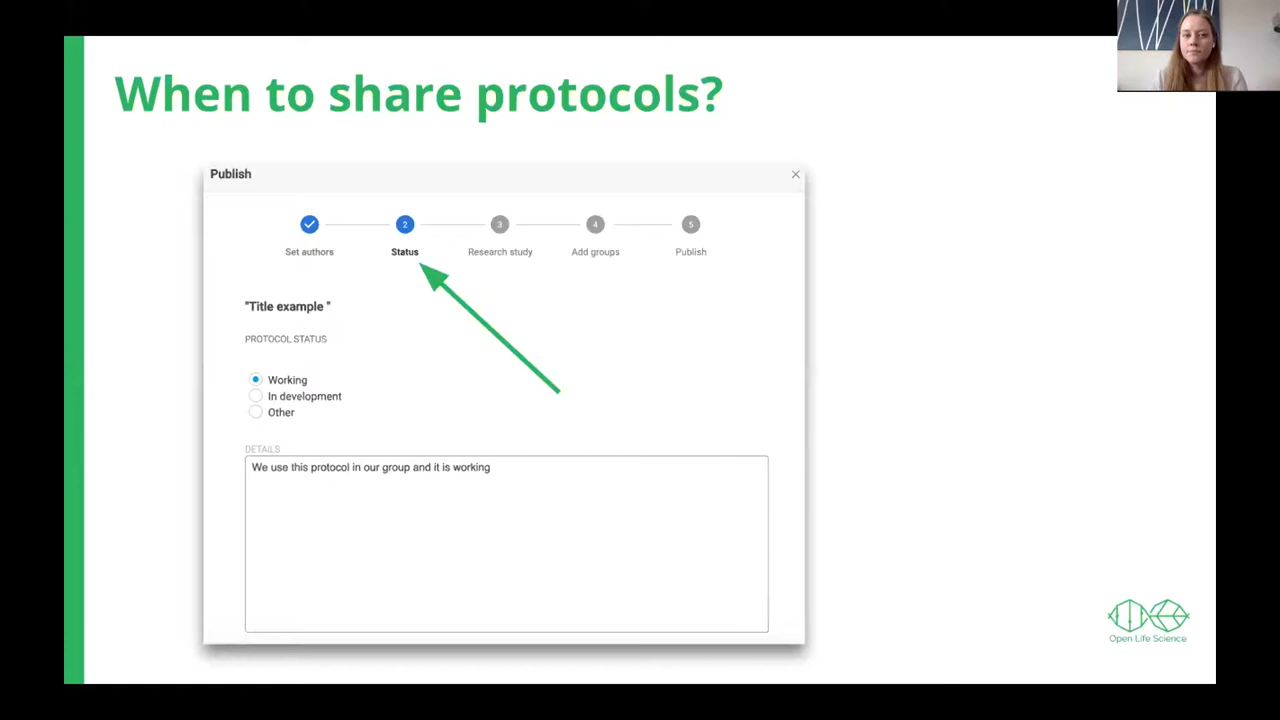 When to share protocols?
Publish
2
3
4
5
Set authors
Status
Research study
Add groups
Publish
"Title example "
PROTOCOL STATUS
Working
In development
Other
DETAILS
We use this protocol in our group and it is working
Open Life Science